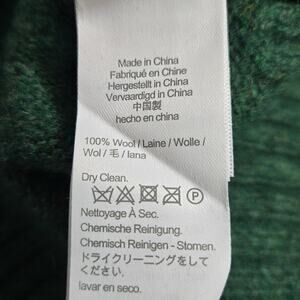 Made in China
Fabriqué en Chine
Hergestellt in China
Vervaardigd in China
中国製
hecho en china
100% Wool / Laine / Wolle /
Wol / 毛 / lana
Dry Clean.
P
Nettoyage À Sec.
Chemische Reinigung.
Chemisch Reinigen - Stomen.
ドライクリーニングをして
ください.
lavar en seco.